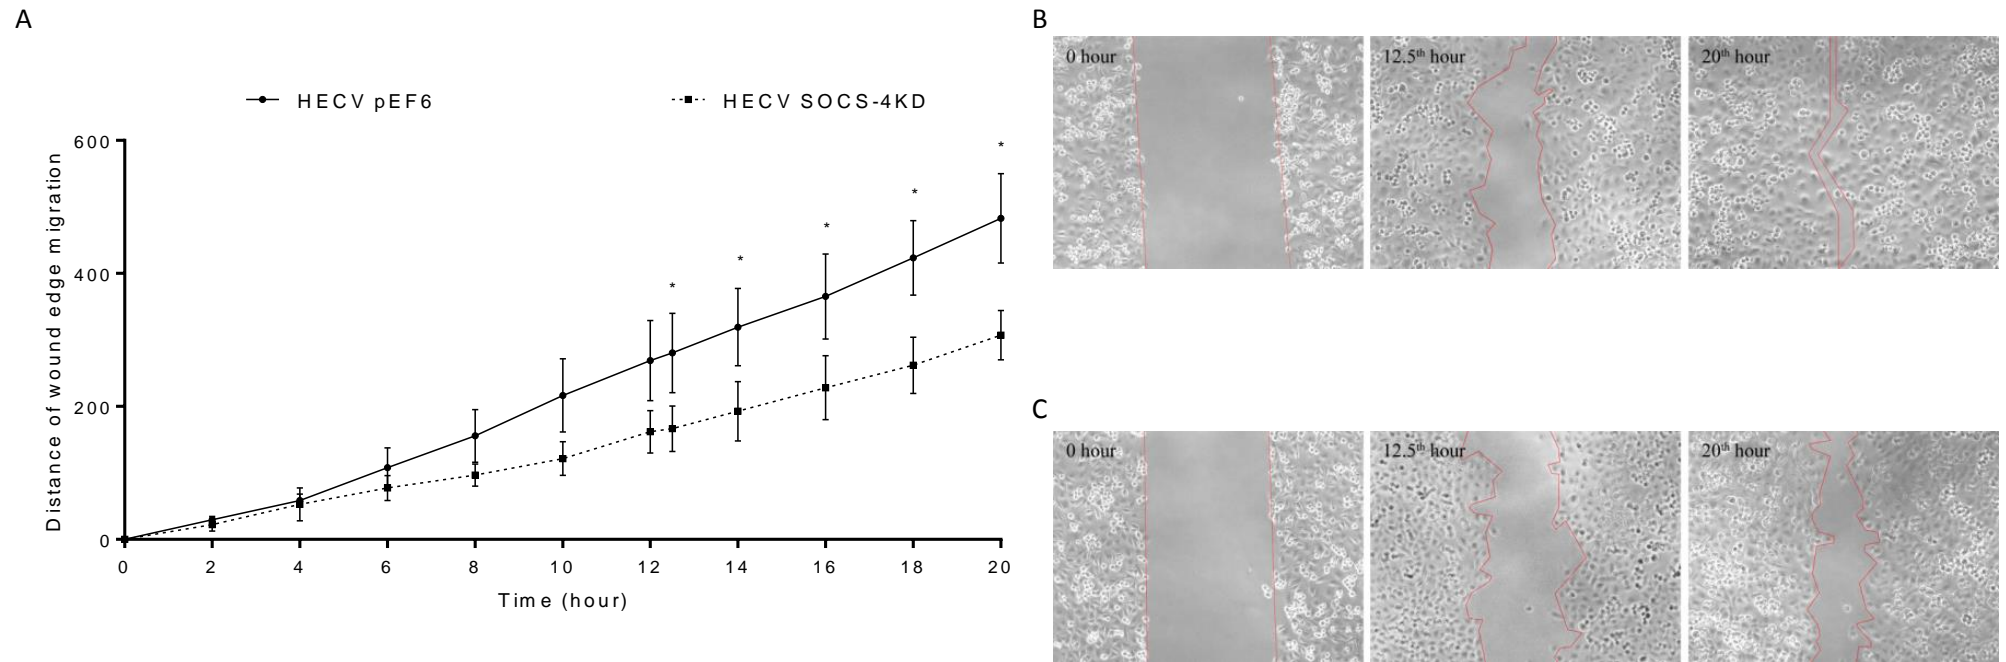 A
HECV pEF6
HECV SOCS-4KD
Distance of wound edge migration
600
400
200
0
0 2 4 6 8 10 12 14 16 18 20
* * * * * *
Time (hour)
B
0 hour
12.5th hour
20th hour
C
0 hour
12.5th hour
20th hour